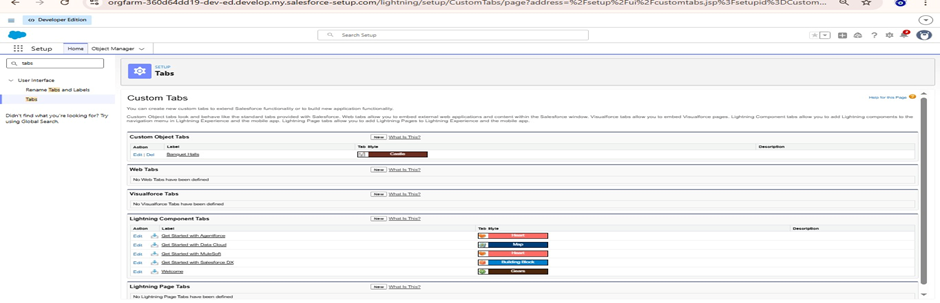 orgfarm-360d64dd19-dev-ed.develop.my.salesforce-setup.com/lightning/setup/CustomTabs/page?address=%2Fsetup%2Fui%2Fcustomtabs.jsp%3Fsetupid%3DCustom...
Developer Edition
Search Setup
Setup Home Object Manager
tabs
User Interface
Rename Tabs and Labels
Tabs
Didn't find what you're looking for? Try using Global Search.
SETUP
Tabs
Custom Tabs
Help for this Page
You can create new custom tabs to extend Salesforce functionality or to build new application functionality.
Custom Object Tabs look and behave like the standard tabs provided with Salesforce. Web tabs allow you to embed external web applications and content within the Salesforce window. Visualforce tabs allow you to embed Visualforce pages. Lightning Component tabs allow you to add Lightning components to the
navigation menu in Lightning Experience and the mobile app. Lightning Page tabs allow you to add Lightning Pages to Lightning Experience and the mobile app.
Custom Object Tabs New What Is This?
Action Label Tab Style Description
Edit | Del Banquet Halls Castle
Web Tabs New What Is This?
No Web Tabs have been defined
Visualforce Tabs New What Is This?
No Visualforce Tabs have been defined
Lightning Component Tabs New What Is This?
Action Label Tab Style Description
Edit Get Started with Agentforce Heart
Edit Get Started with Data Cloud Map
Edit Get Started with MuleSoft Heart
Edit Get Started with Salesforce DX Building Block
Edit Welcome Gears
Lightning Page Tabs New What Is This?
No Lightning Page Tabs have been defined